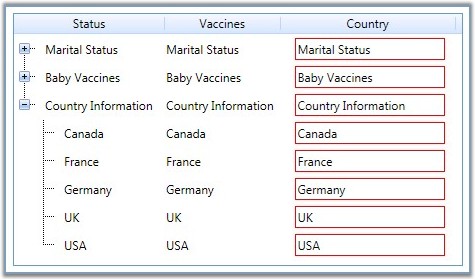 Status Vaccines Country
Marital Status Marital Status Marital Status
Baby Vaccines Baby Vaccines Baby Vaccines
Country Information Country Information Country Information
Canada Canada Canada
France France France
Germany Germany Germany
UK UK UK
USA USA USA